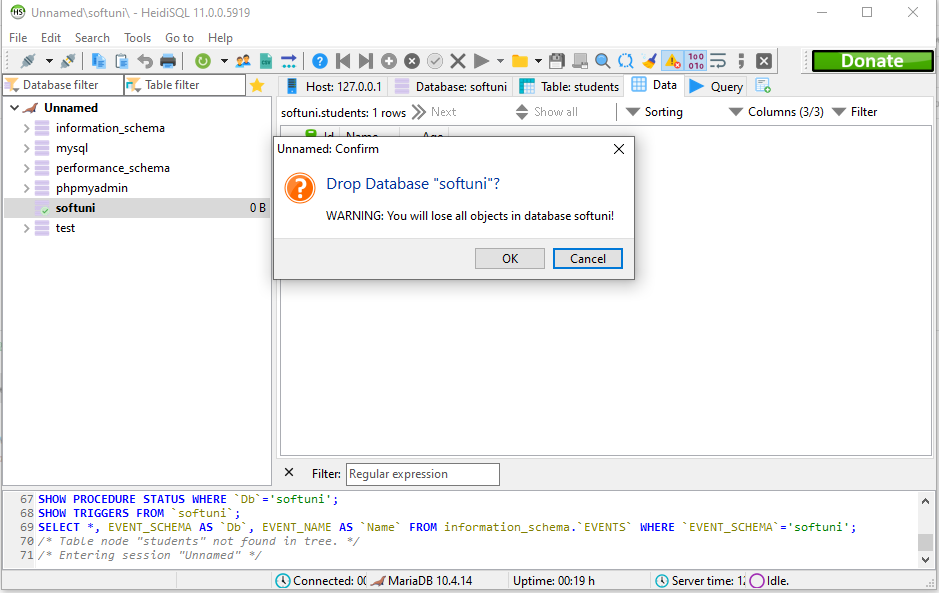 Unnamed\softuni\ - HeidiSQL 11.0.0.5919
File Edit Search Tools Go to Help
Donate
Database filter Table filter
Host: 127.0.0.1 Database: softuni Table: students Data Query
softuni.students: 1 rows Next Show all Sorting Columns (3/3) Filter
Id Name Age
Unnamed
information_schema
mysql
performance_schema
phpmyadmin
softuni 0 B
test
Unnamed: Confirm
Drop Database "softuni"?
WARNING: You will lose all objects in database softuni!
OK Cancel
Filter: Regular expression
67 SHOW PROCEDURE STATUS WHERE `Db`='softuni';
68 SHOW TRIGGERS FROM `softuni`;
69 SELECT *, EVENT_SCHEMA AS `Db`, EVENT_NAME AS `Name` FROM information_schema.`EVENTS` WHERE `EVENT_SCHEMA`='softuni';
70 /* Table node "students" not found in tree. */
71 /* Entering session "Unnamed" */
Connected: 00 MariaDB 10.4.14 Uptime: 00:19 h Server time: 12 Idle.